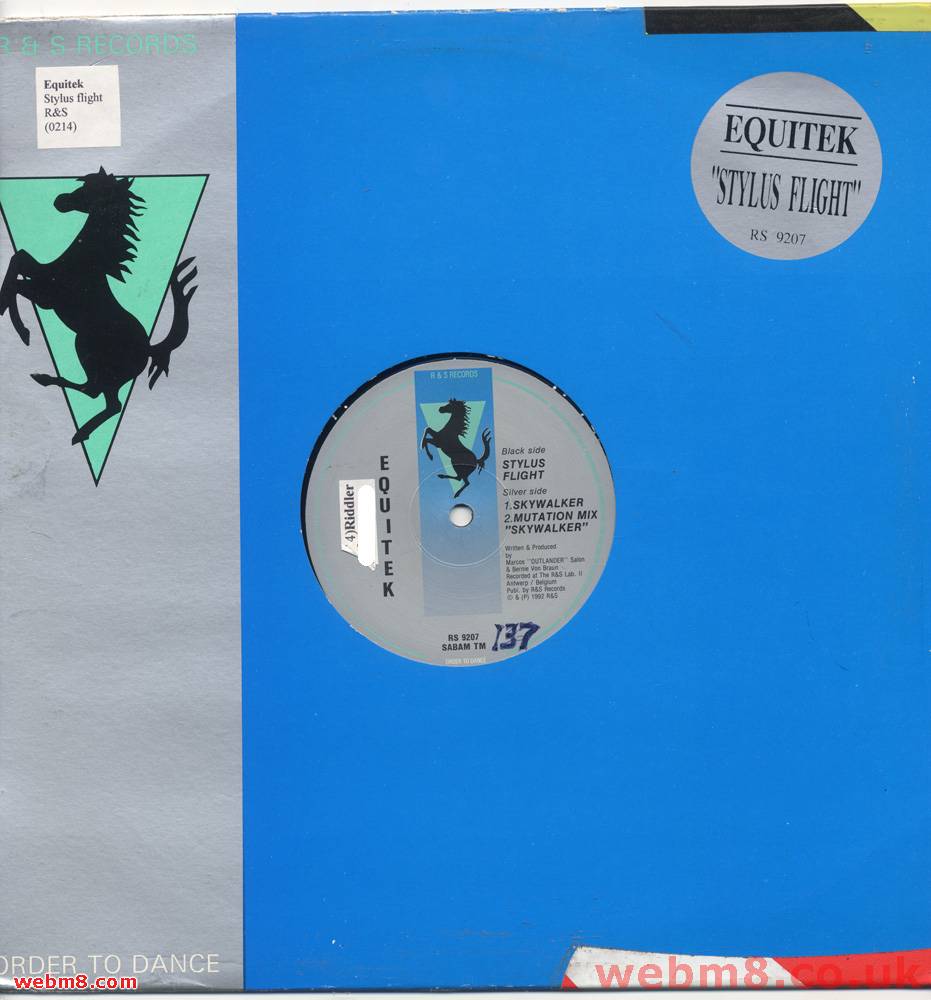 R & S RECORDS
Equitek
Stylus flight
R&S
(0214)
EQUITEK
"STYLUS FLIGHT"
RS 9207
R & S RECORDS
EQUITEK
4)Riddler
Black side
STYLUS
FLIGHT
Silver side
1.SKYWALKER
2.MUTATION MIX
"SKYWALKER"
Written & Produced
by
Marcos ""OUTLANDER" Salon
& Bernie Von Braun
Recorded at The R&S Lab. II
Antwerp / Belgium
Publ. by R&S Records
© & (P) 1992 R&S
RS 9207
SABAM TM
137
ORDER TO DANCE
ORDER TO DANCE
webm8.com
webm8.co.uk